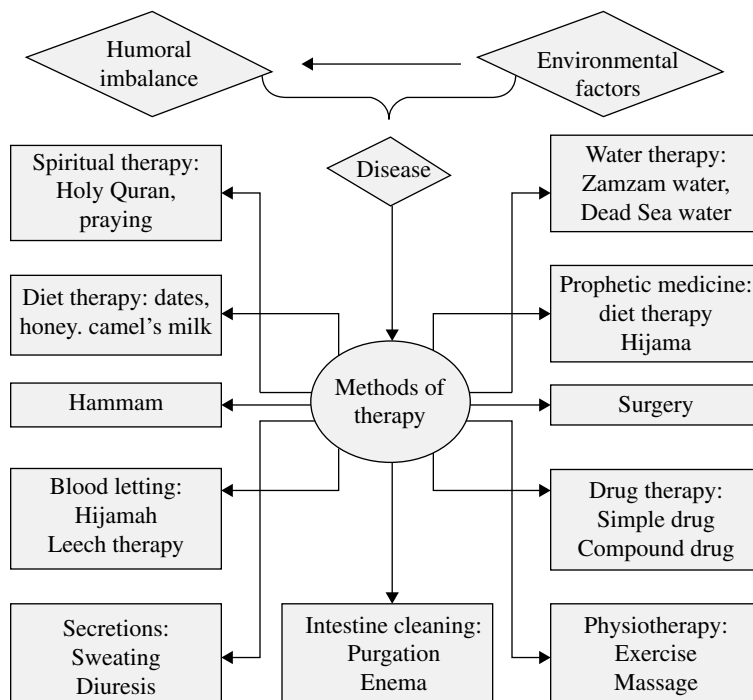 Humoral
imbalance
Environmental
factors
Disease
Spiritual therapy:
Holy Quran,
praying
Water therapy:
Zamzam water,
Dead Sea water
Diet therapy: dates,
honey. camel's milk
Prophetic medicine:
diet therapy
Hijama
Methods of
therapy
Hammam
Surgery
Blood letting:
Hijamah
Leech therapy
Drug therapy:
Simple drug
Compound drug
Secretions:
Sweating
Diuresis
Intestine cleaning:
Purgation
Enema
Physiotherapy:
Exercise
Massage